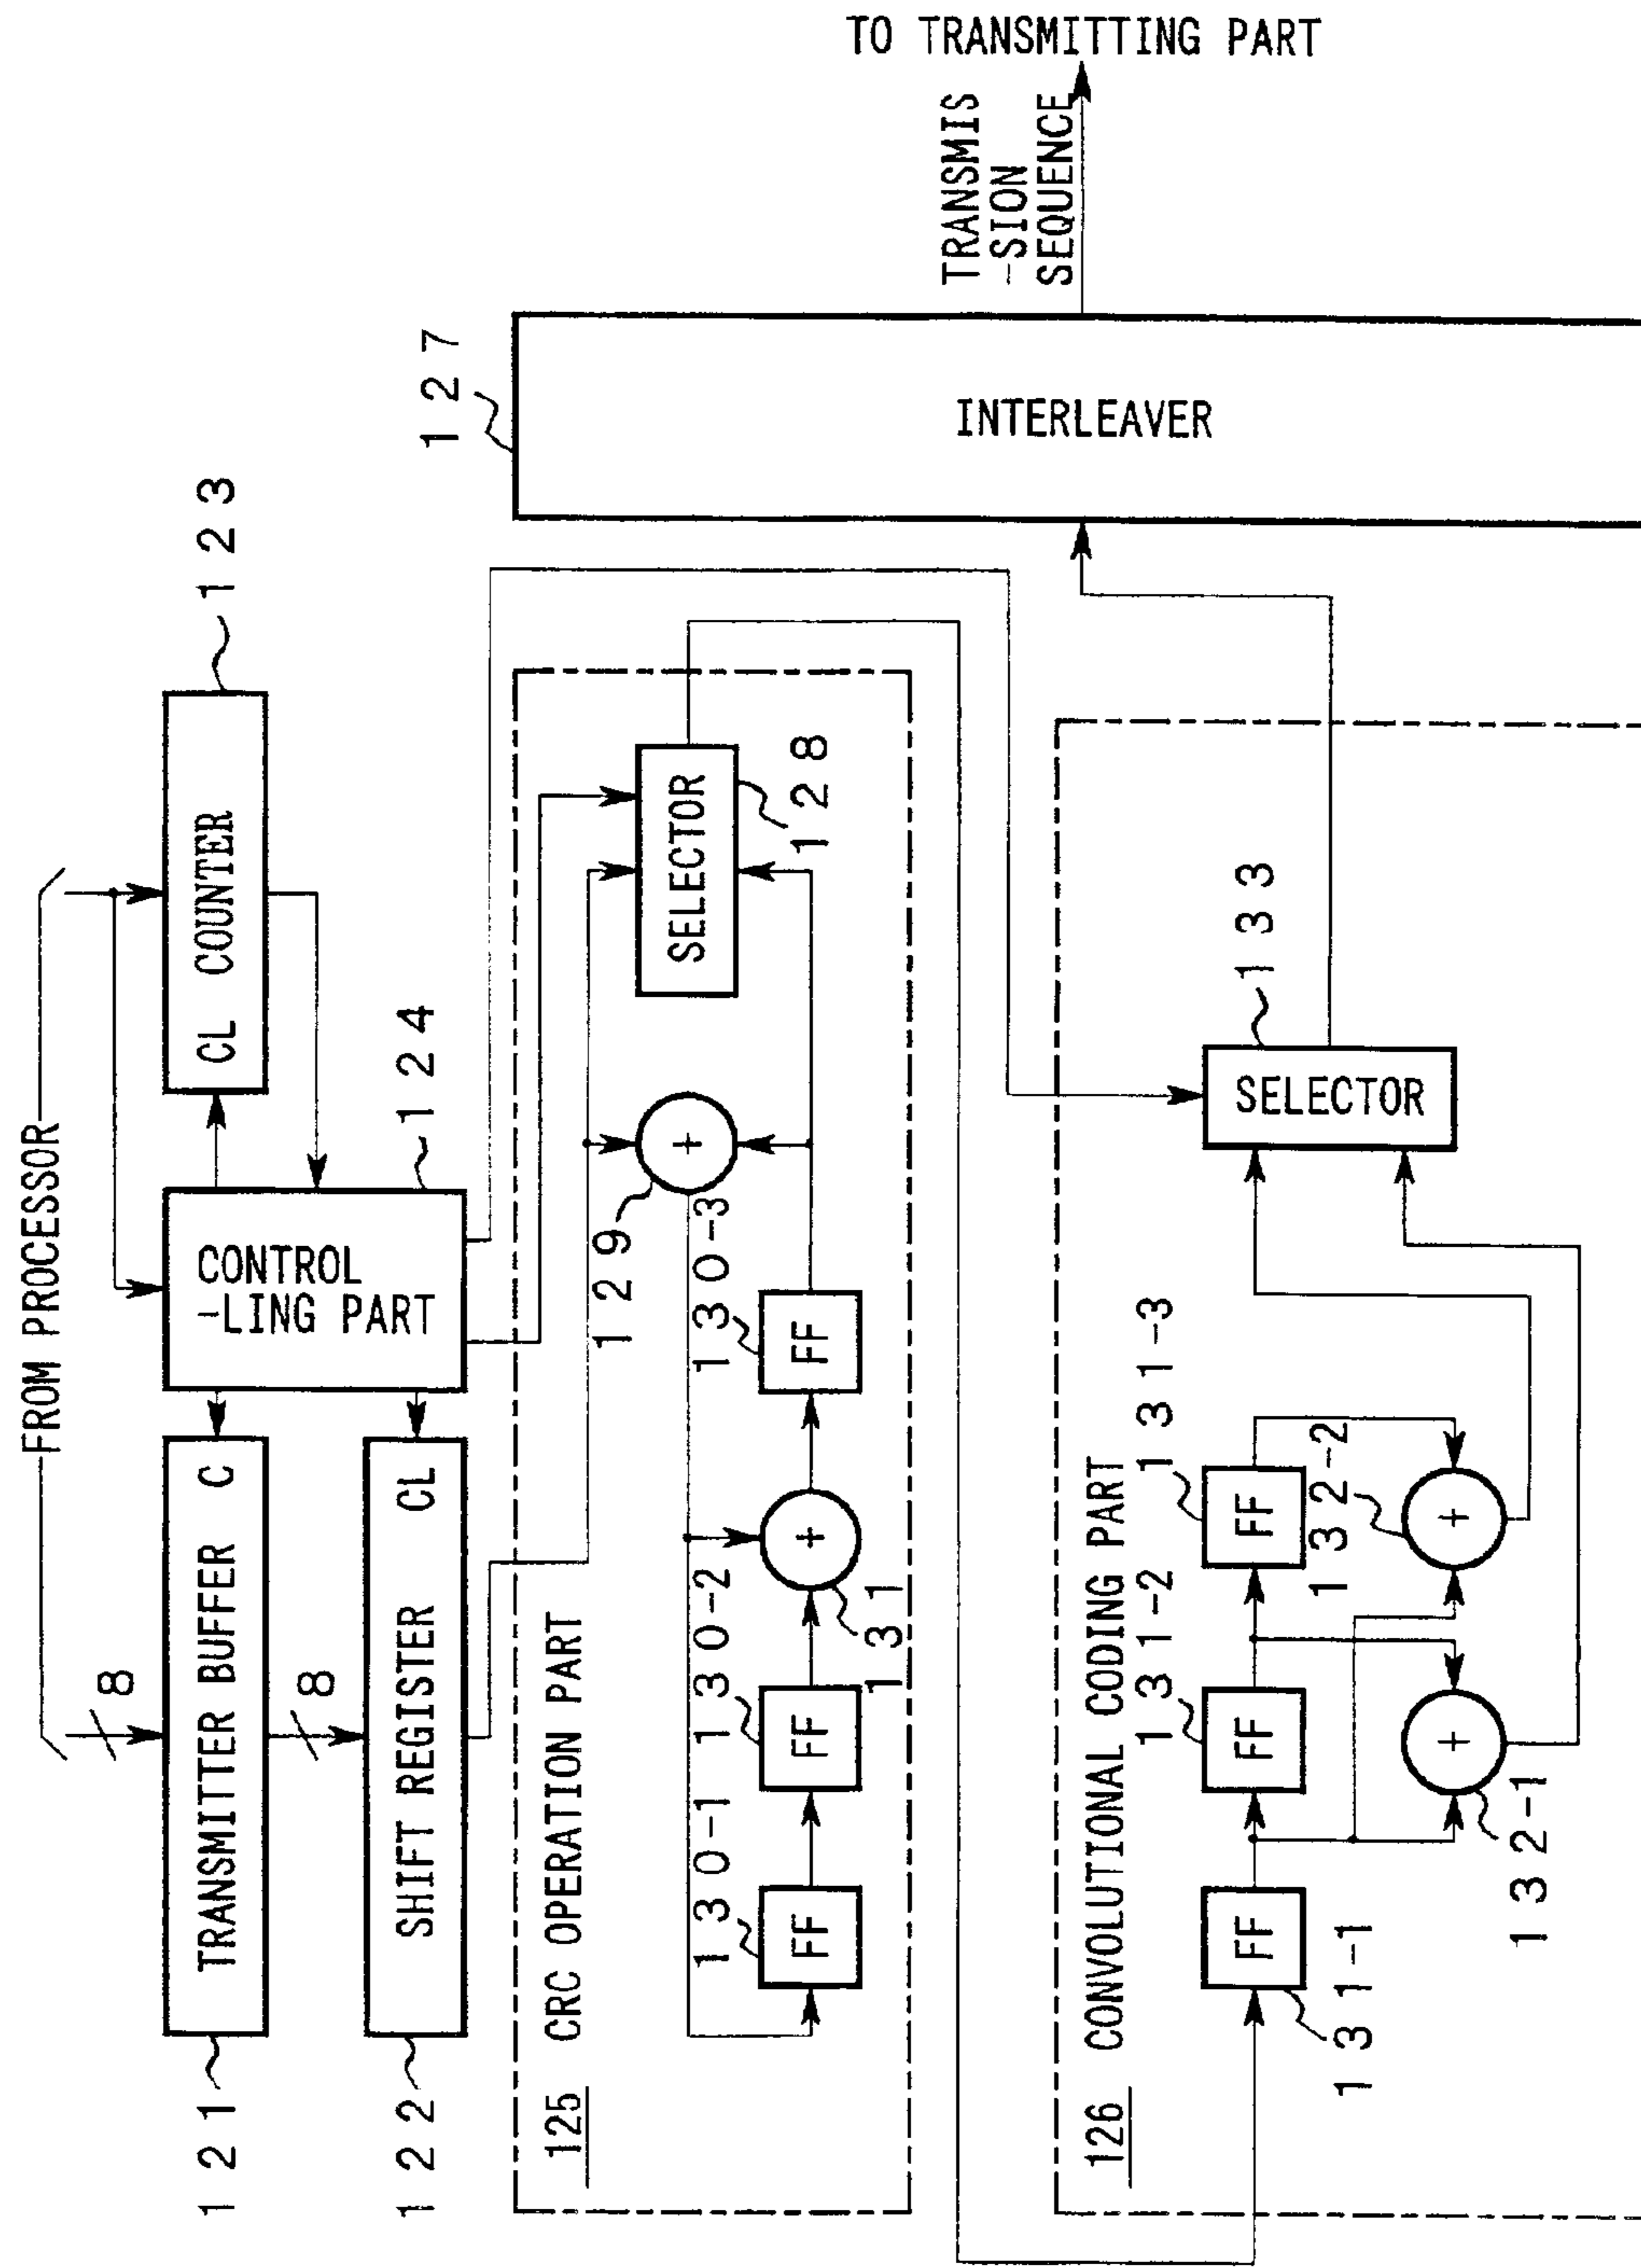 FROM PROCESSOR
8
TRANSMITTER BUFFER C
121
8
SHIFT REGISTER CL
122
CONTROL
-LING PART
124
CL COUNTER
123
125 CRC OPERATION PART
130-1
FF
130-2
FF
131
130-3
FF
129
+
+
SELECTOR
128
126 CONVOLUTIONAL CODING PART
131-1
FF
131-2
FF
131-3
FF
132-1
+
132-2
+
SELECTOR
133
127
INTERLEAVER
TRANSMIS
-SION
SEQUENCE
TO TRANSMITTING PART